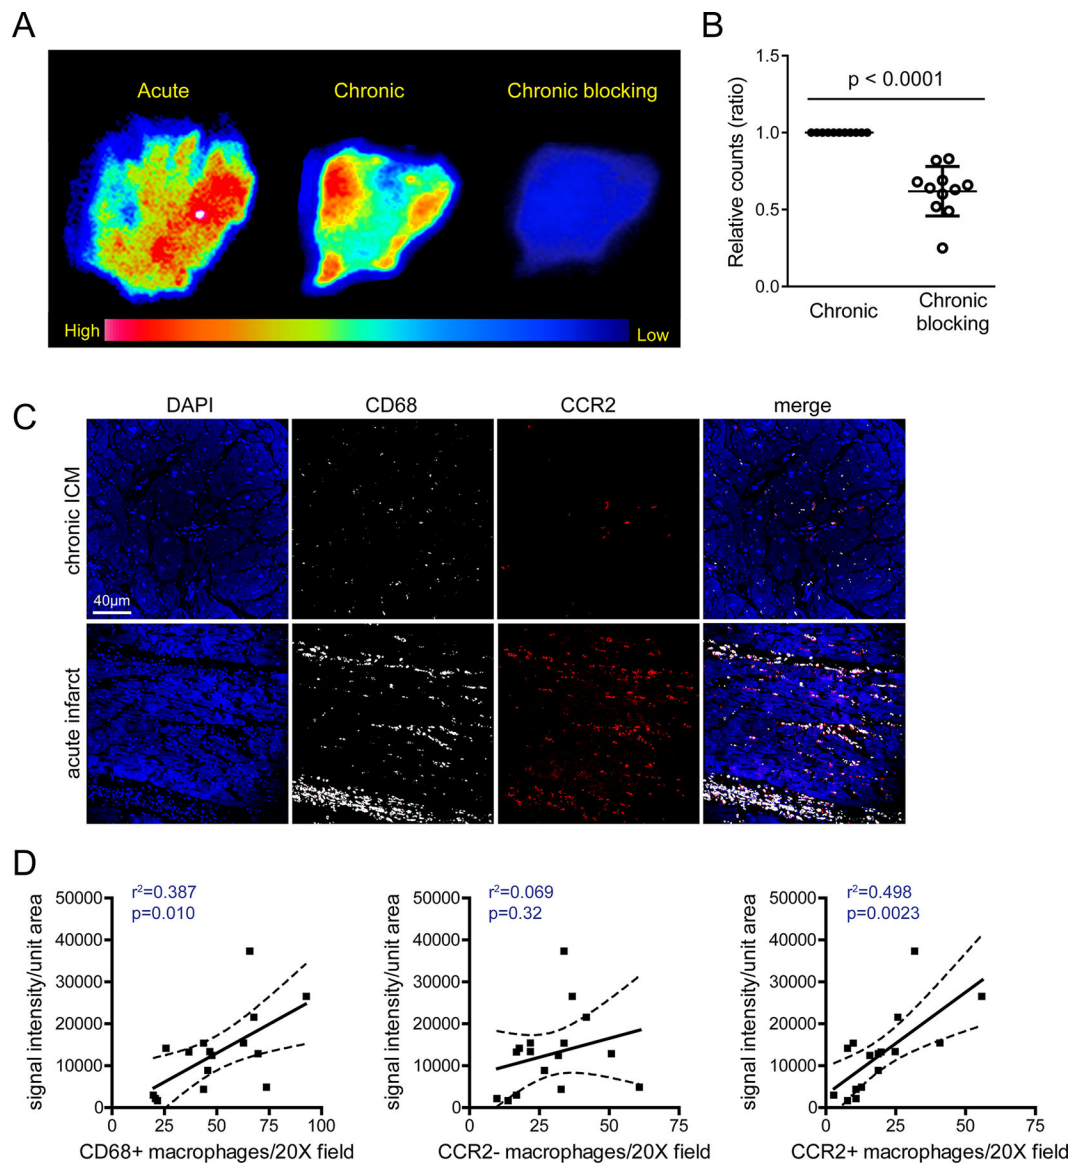 A
Acute
Chronic
Chronic blocking
High
Low
B
Relative counts (ratio)
1.5
1.0
0.5
0.0
p < 0.0001
Chronic
Chronic
blocking
C
DAPI
CD68
CCR2
merge
chronic ICM
40µm
acute infarct
D
signal intensity/unit area
50000
40000
30000
20000
10000
0
r²=0.387
p=0.010
0
25
50
75
100
CD68+ macrophages/20X field
signal intensity/unit area
50000
40000
30000
20000
10000
0
r²=0.069
p=0.32
0
25
50
75
CCR2- macrophages/20X field
signal intensity/unit area
50000
40000
30000
20000
10000
0
r²=0.498
p=0.0023
0
25
50
75
CCR2+ macrophages/20X field